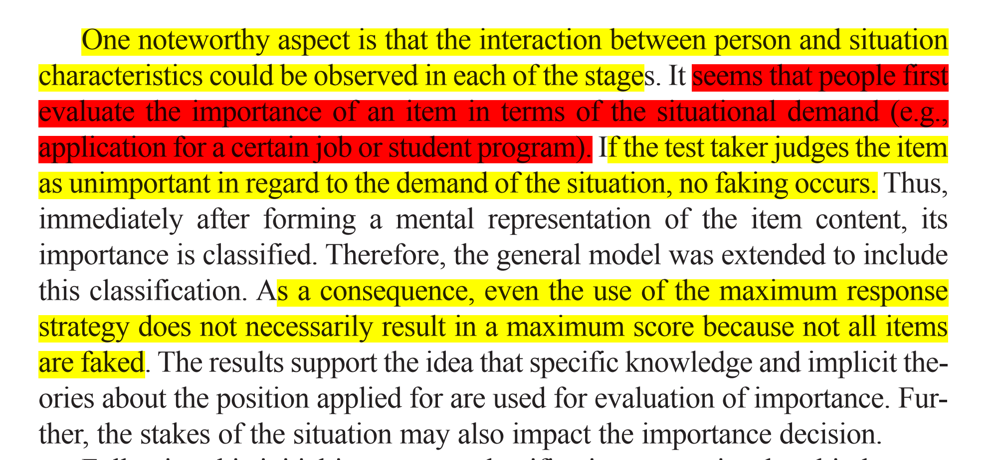 One noteworthy aspect is that the interaction between person and situation
characteristics could be observed in each of the stages. It seems that people first
evaluate the importance of an item in terms of the situational demand (e.g.,
application for a certain job or student program). If the test taker judges the item
as unimportant in regard to the demand of the situation, no faking occurs. Thus,
immediately after forming a mental representation of the item content, its
importance is classified. Therefore, the general model was extended to include
this classification. As a consequence, even the use of the maximum response
strategy does not necessarily result in a maximum score because not all items
are faked. The results support the idea that specific knowledge and implicit the-
ories about the position applied for are used for evaluation of importance. Fur-
ther, the stakes of the situation may also impact the importance decision.